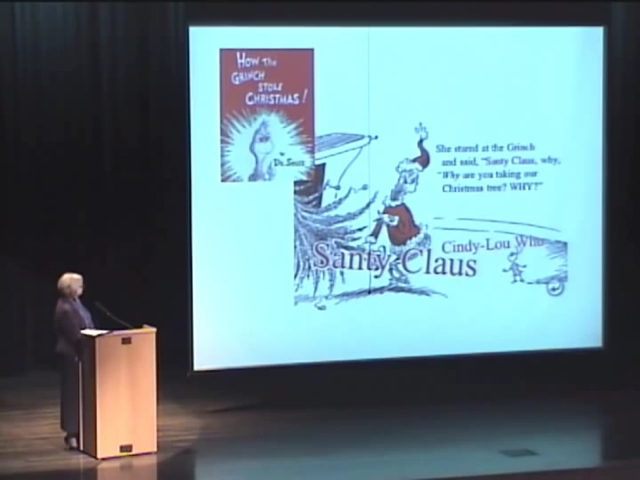 How the
GRINCH
STOLE
CHRISTMAS!
by
Dr. Seuss
She stared at the Grinch
and said, "Santy Claus, why,
"Why are you taking our
Christmas tree? WHY?"
Cindy-Lou Who
Santy Claus